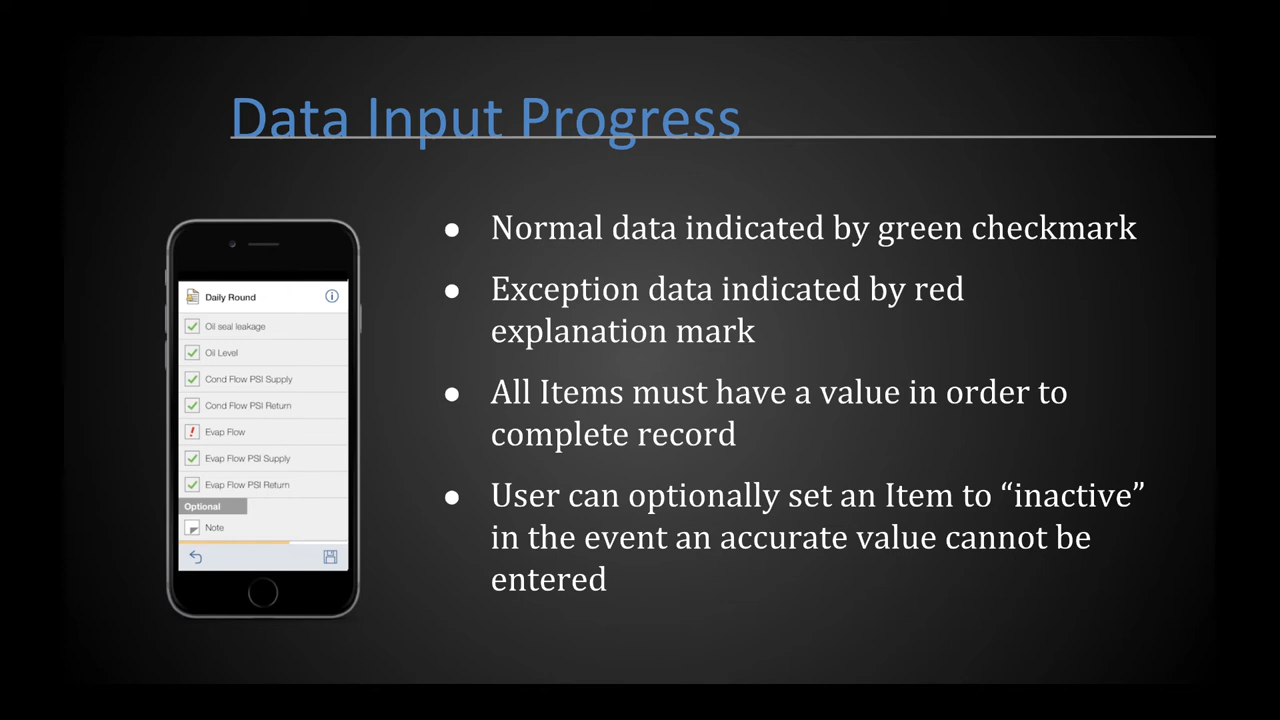 Data Input Progress
Daily Round
Oil seal leakage
Oil Level
Cond Flow PSI Supply
Cond Flow PSI Return
Evap Flow
Evap Flow PSI Supply
Evap Flow PSI Return
Optional
Note
● Normal data indicated by green checkmark
● Exception data indicated by red
explanation mark
● All Items must have a value in order to
complete record
● User can optionally set an Item to “inactive”
in the event an accurate value cannot be
entered